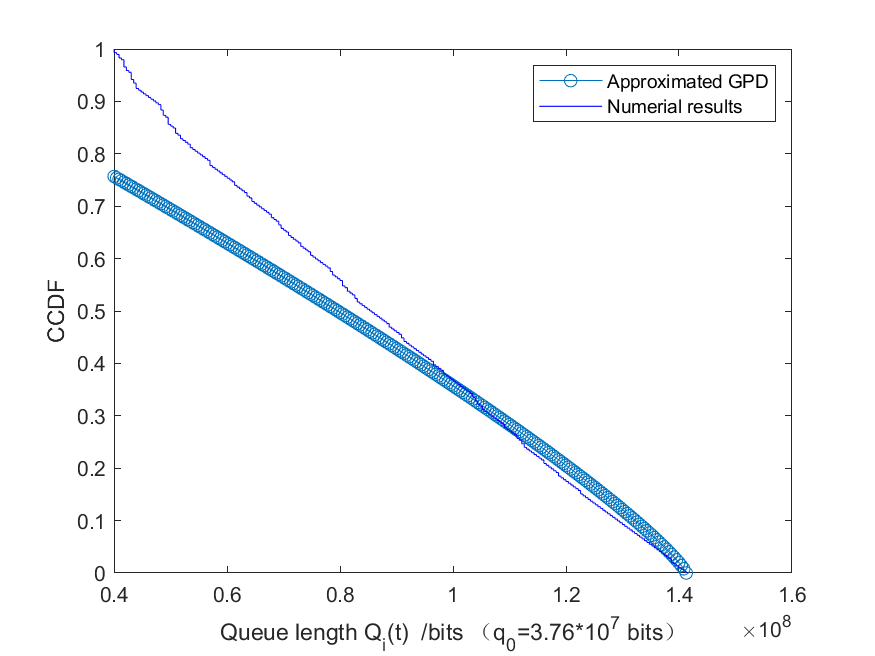 Approximated GPD
Numerial results
1
0.9
0.8
0.7
0.6
0.5
0.4
0.3
0.2
0.1
0
CCDF
0.4 0.6 0.8 1 1.2 1.4 1.6
×10^8
Queue length Q_i(t) /bits （q_0=3.76*10^7 bits）